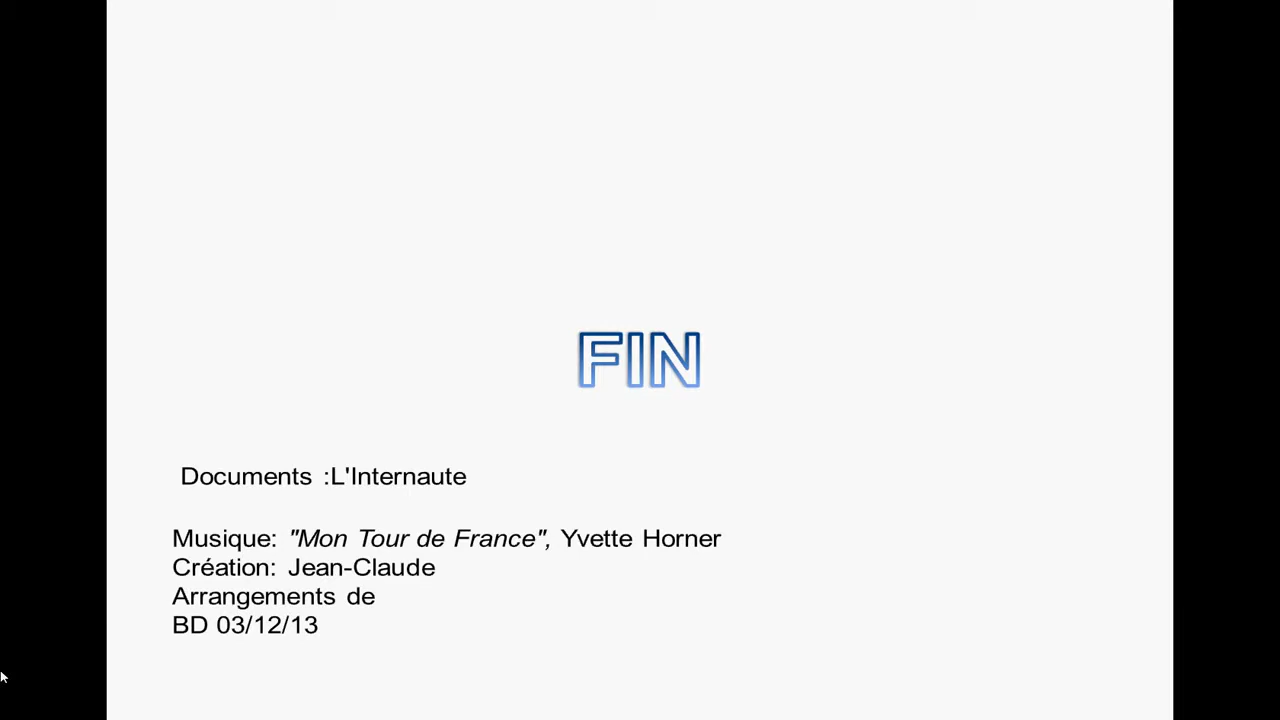 FIN
Documents :L'Internaute
Musique: "Mon Tour de France", Yvette Horner
Création: Jean-Claude
Arrangements de
BD 03/12/13